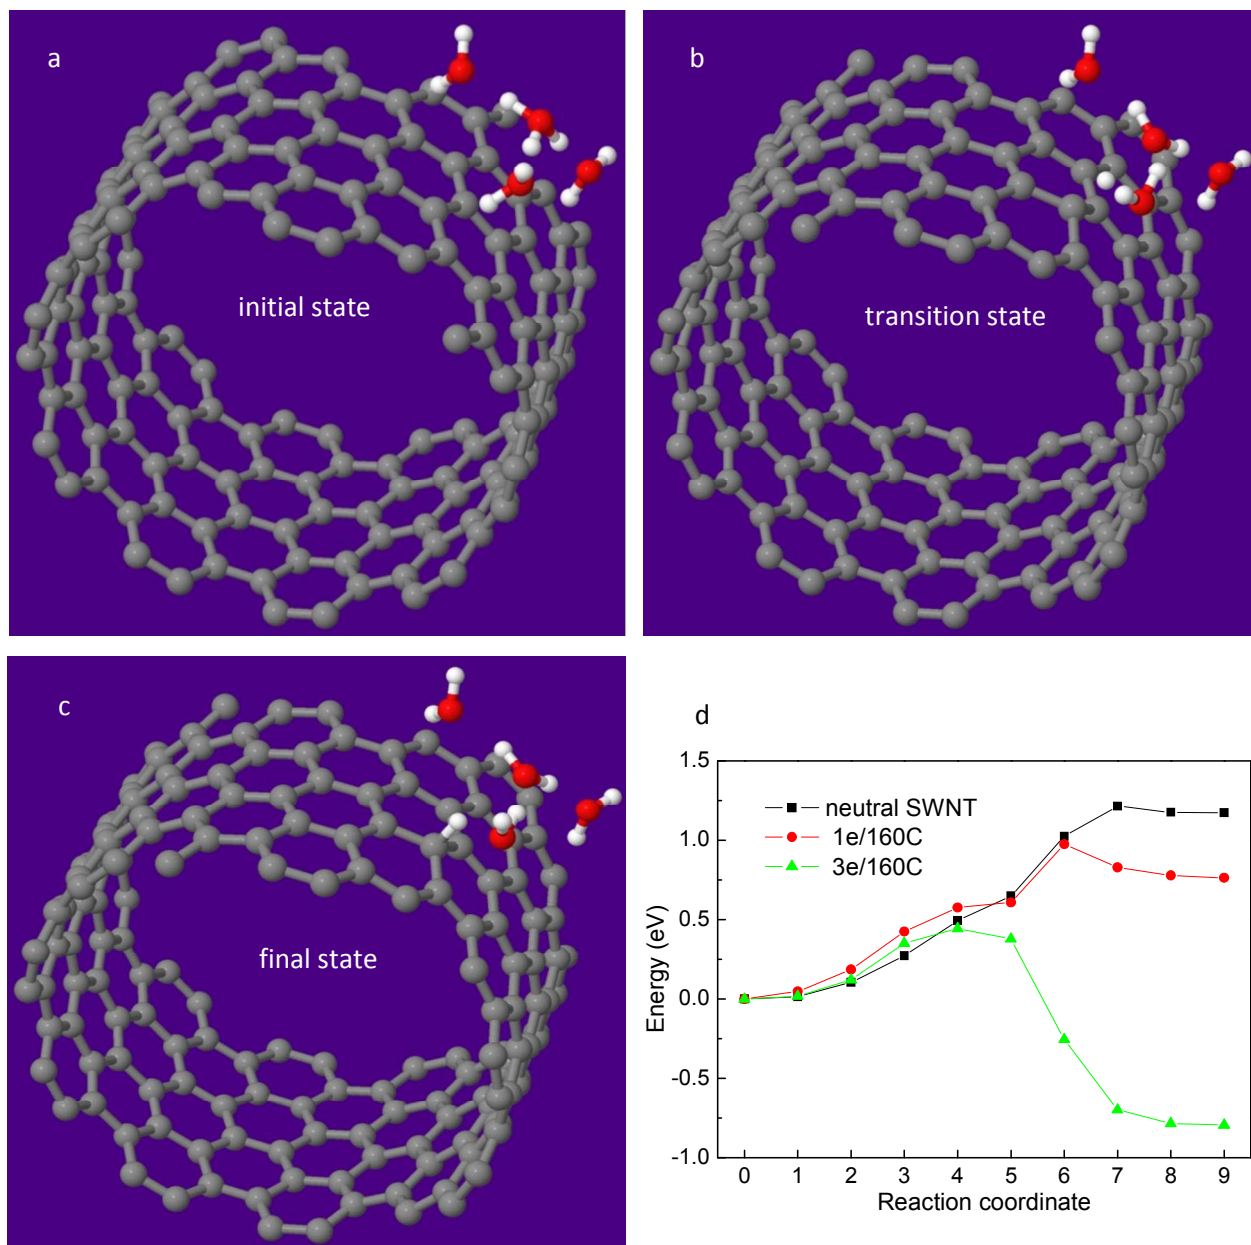 a
initial state
b
transition state
c
final state
d
neutral SWNT
1e/160C
3e/160C
1.5
1.0
0.5
0.0
-0.5
-1.0
Energy (eV)
0 1 2 3 4 5 6 7 8 9
Reaction coordinate